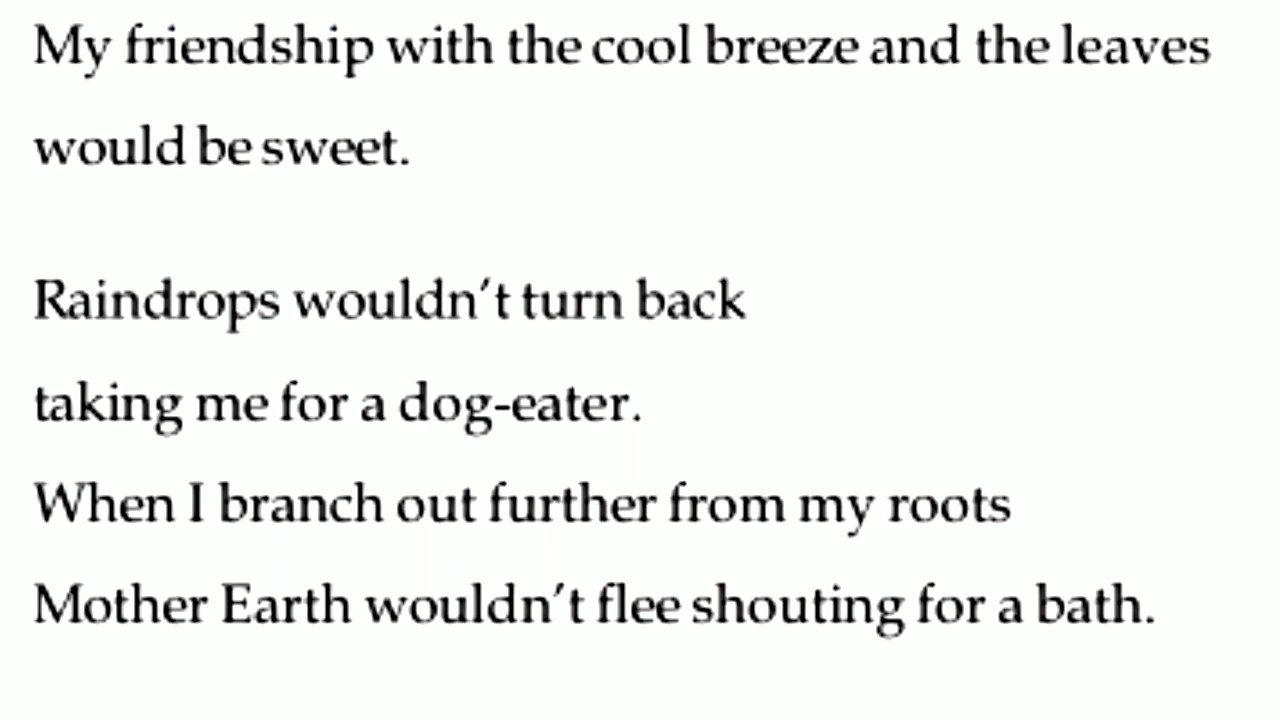 My friendship with the cool breeze and the leaves
would be sweet.
Raindrops wouldn't turn back
taking me for a dog-eater.
When I branch out further from my roots
Mother Earth wouldn't flee shouting for a bath.